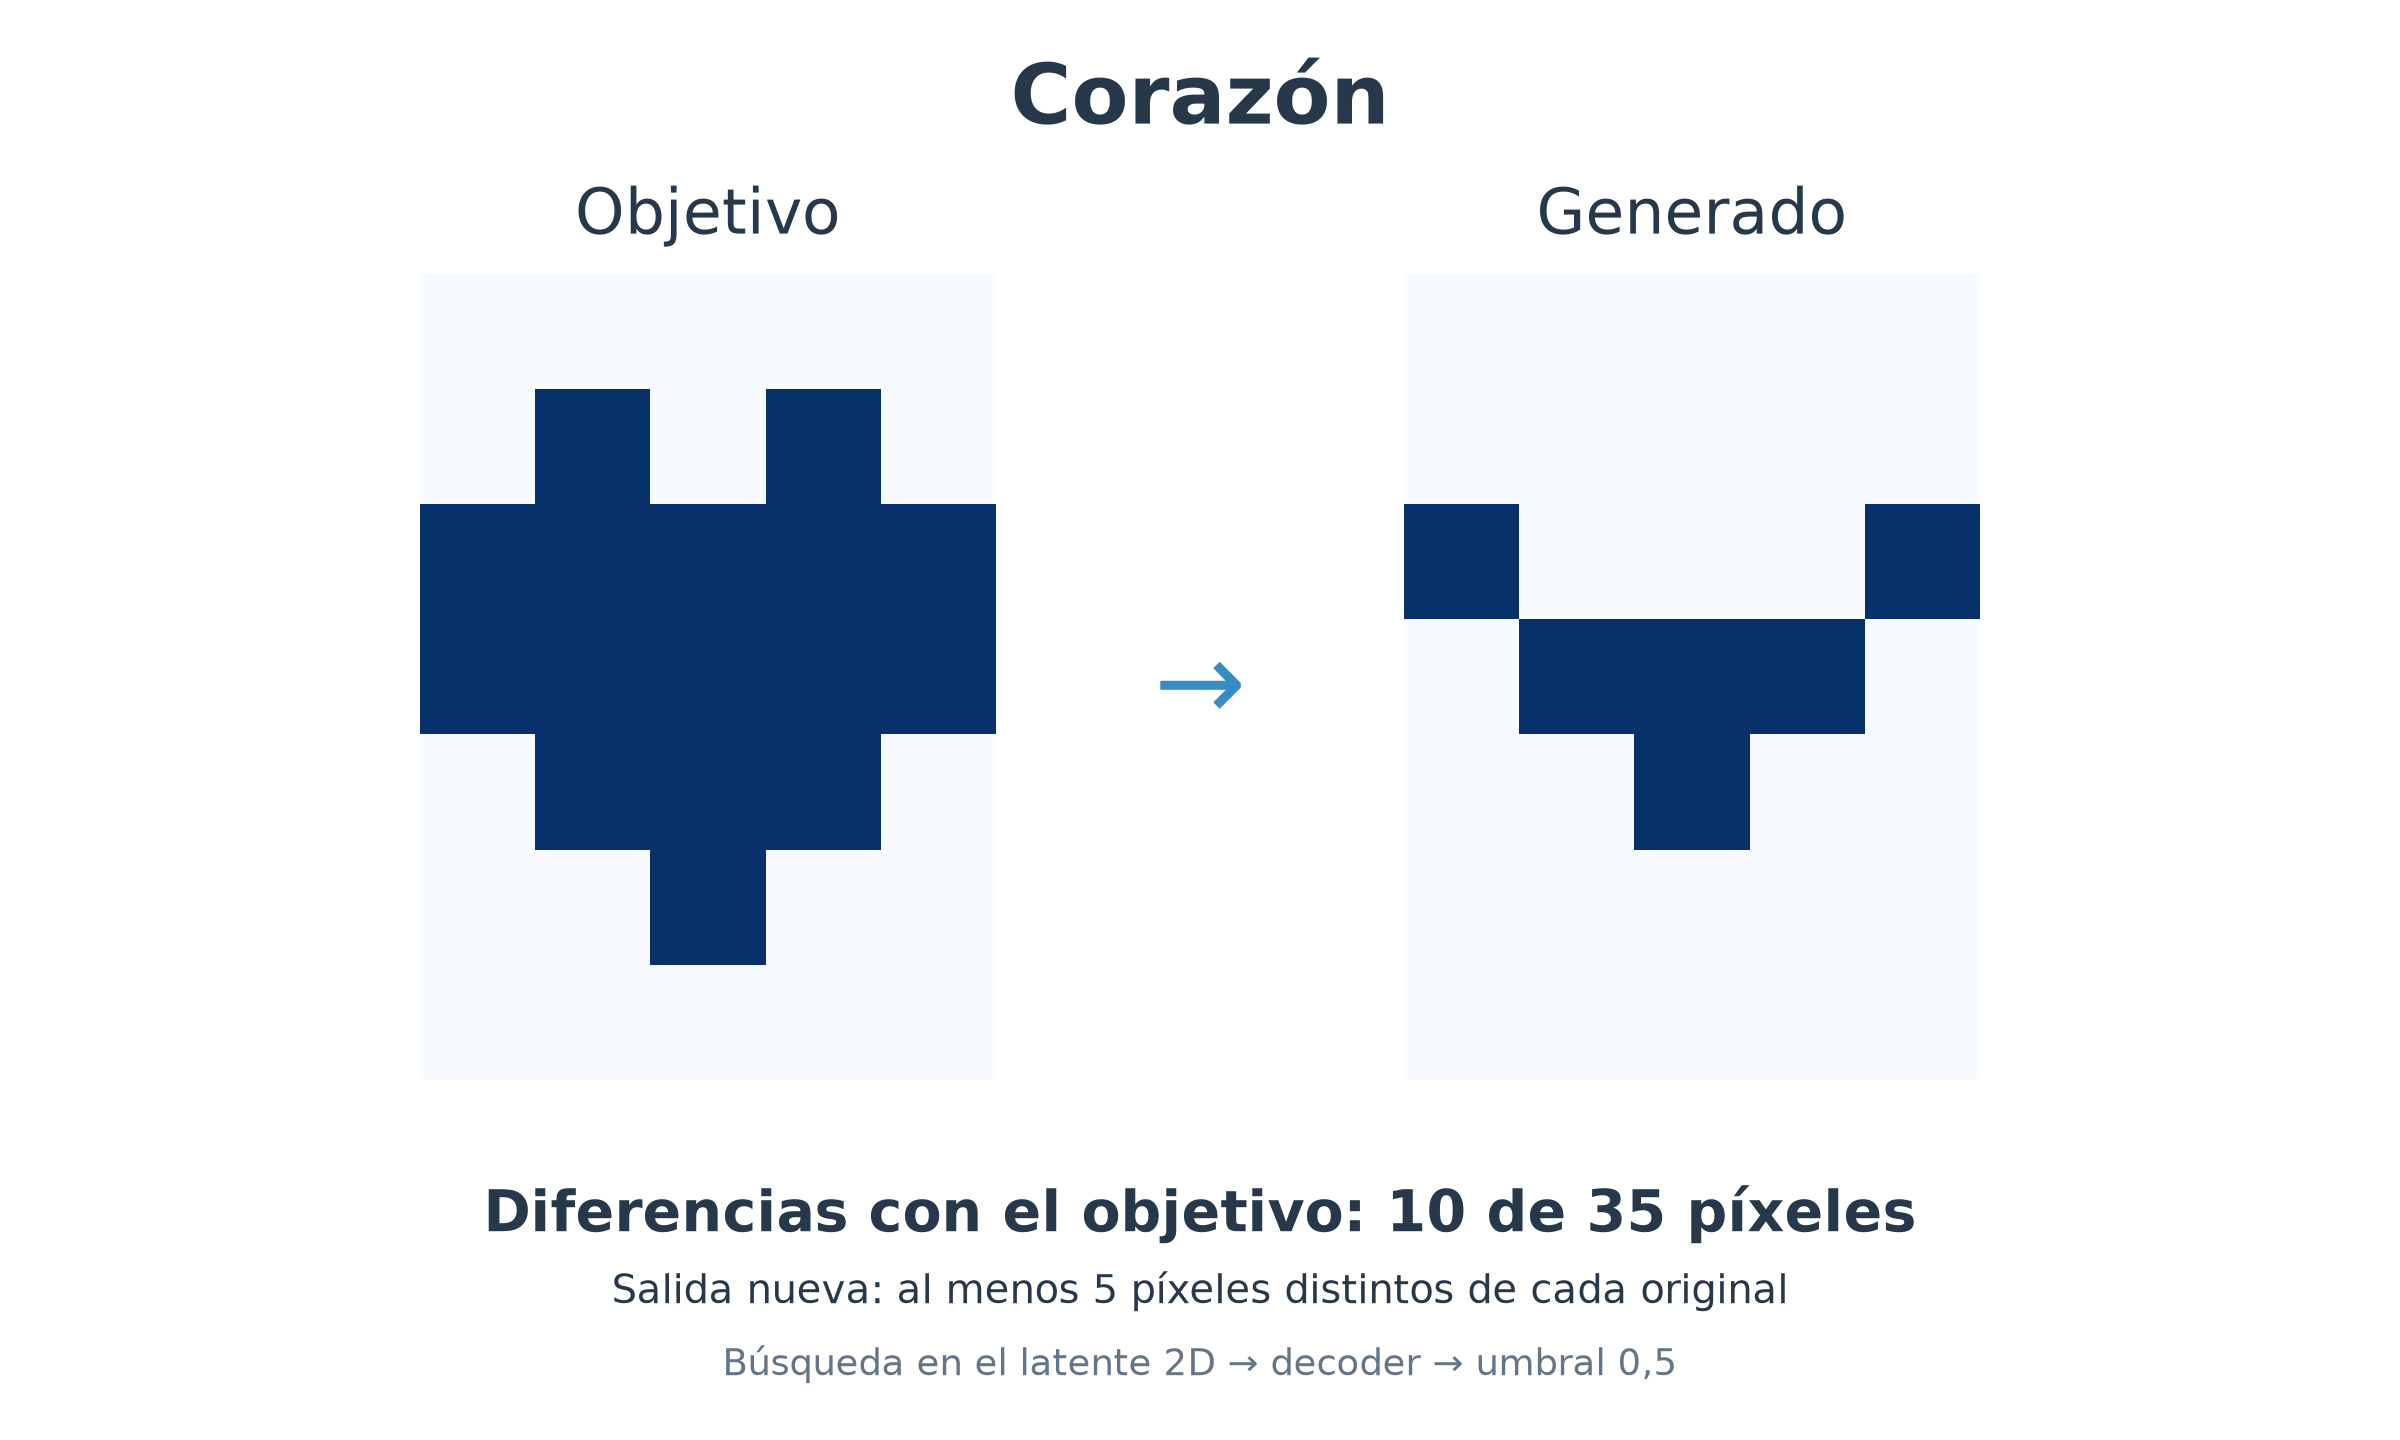 Corazón
Objetivo
Generado
→
Diferencias con el objetivo: 10 de 35 píxeles
Salida nueva: al menos 5 píxeles distintos de cada original
Búsqueda en el latente 2D → decoder → umbral 0,5